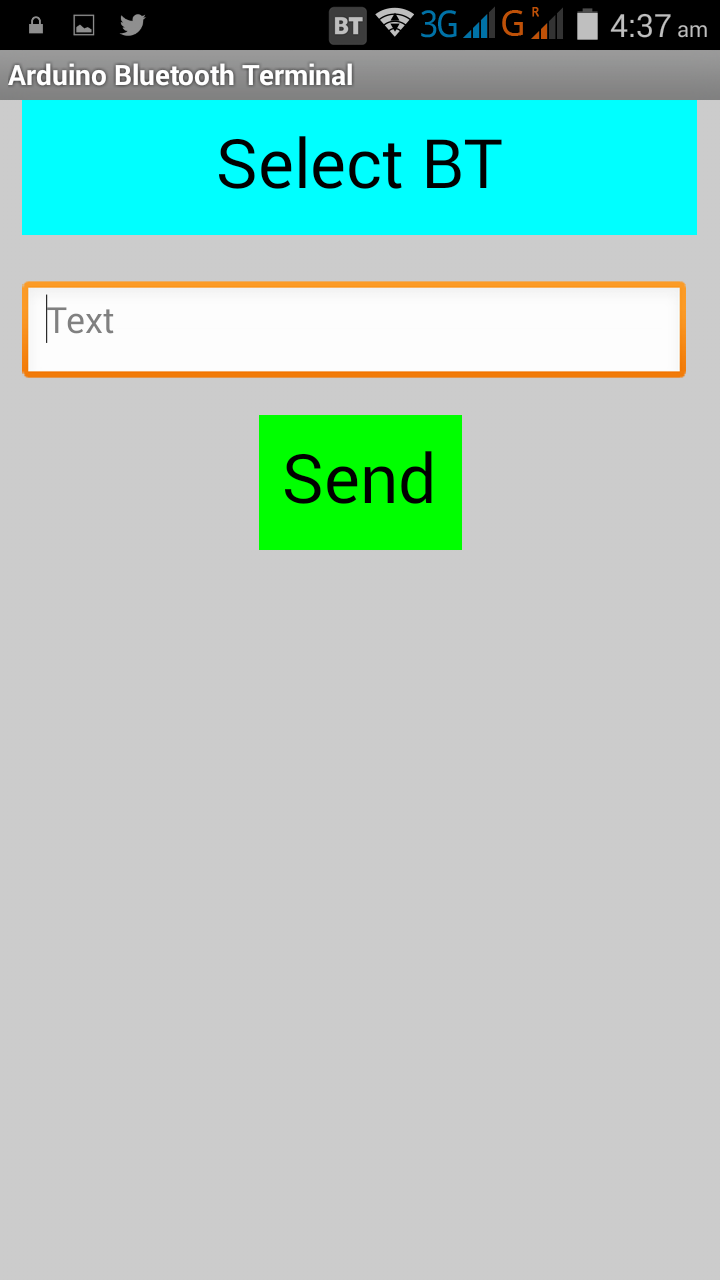 BT 3G G R 4:37 am
Arduino Bluetooth Terminal
Select BT
Text
Send